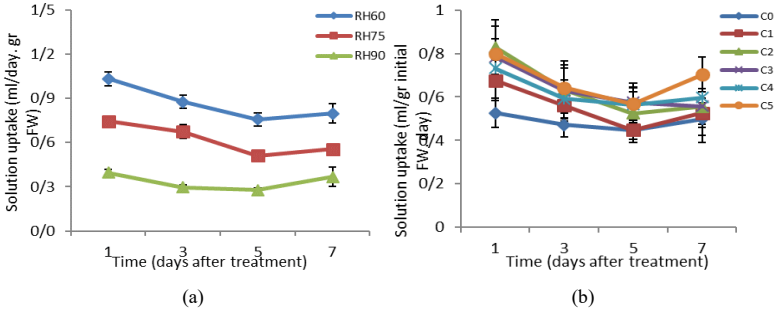 Solution uptake (ml/day, gr
FW)
1/5
1/2
0/9
0/6
0/3
0/0
1
3
5
7
Time (days after treatment)
RH60
RH75
RH90
(a)
Solution uptake (ml/gr initial
FW, day)
1
0/8
0/6
0/4
0/2
0
1
3
5
7
Time (days after treatment)
C0
C1
C2
C3
C4
C5
(b)